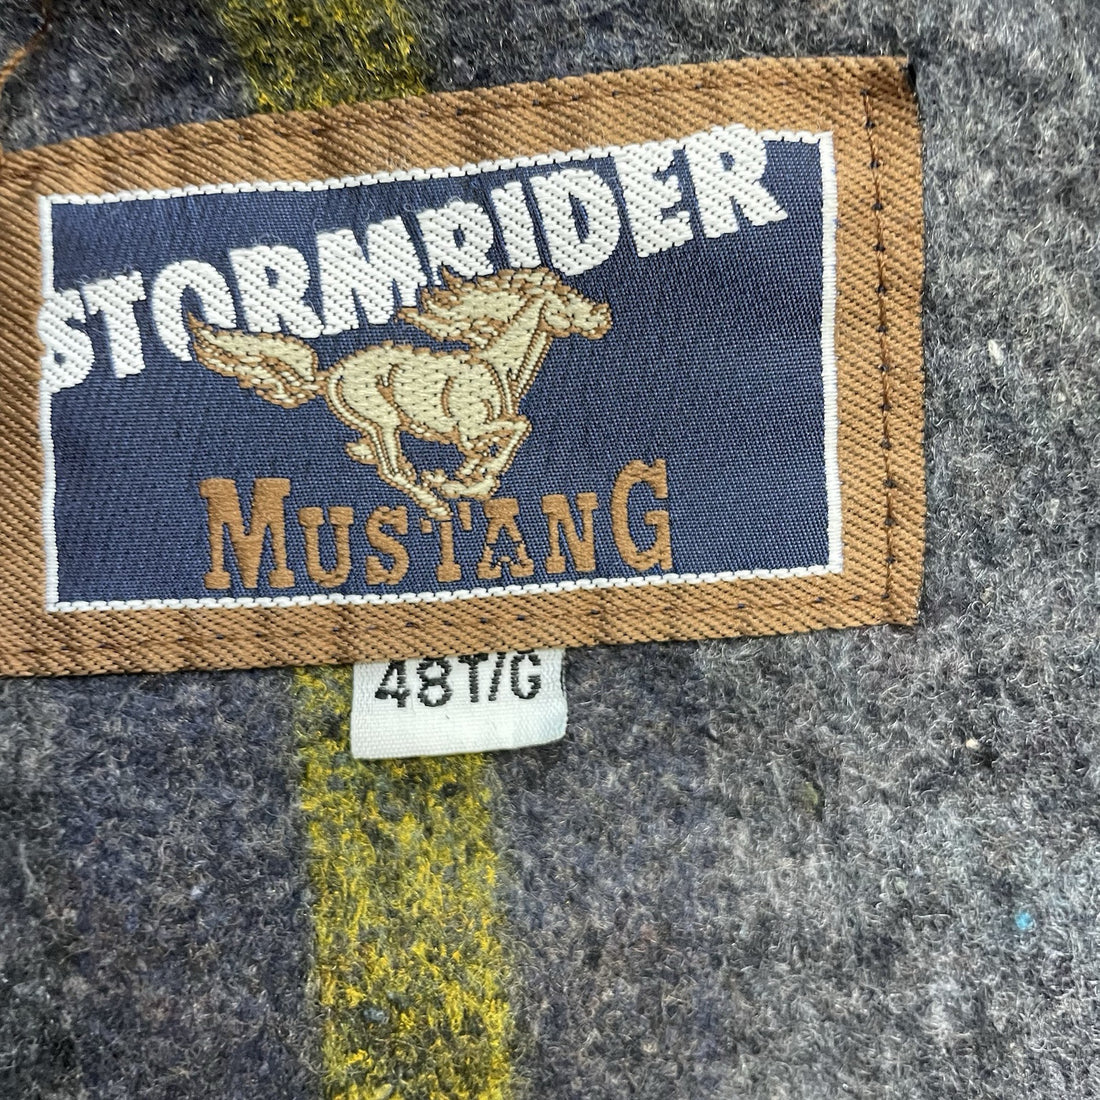 STORMRIDER
MUSTANG
48T/G